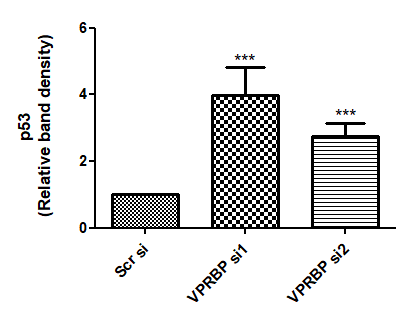 p53
(Relative band density)
6
4
2
0
***
***
Scr si
VPRBP si1
VPRBP si2